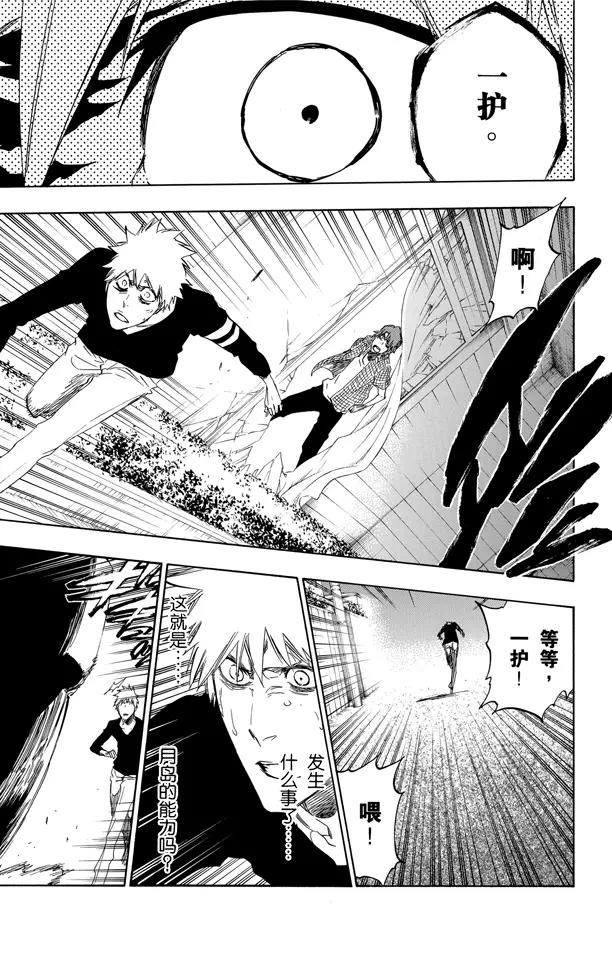 一护。
啊！
等等，
一护！
喂！
发生
什么事了……
这就是……
月岛的能力吗？